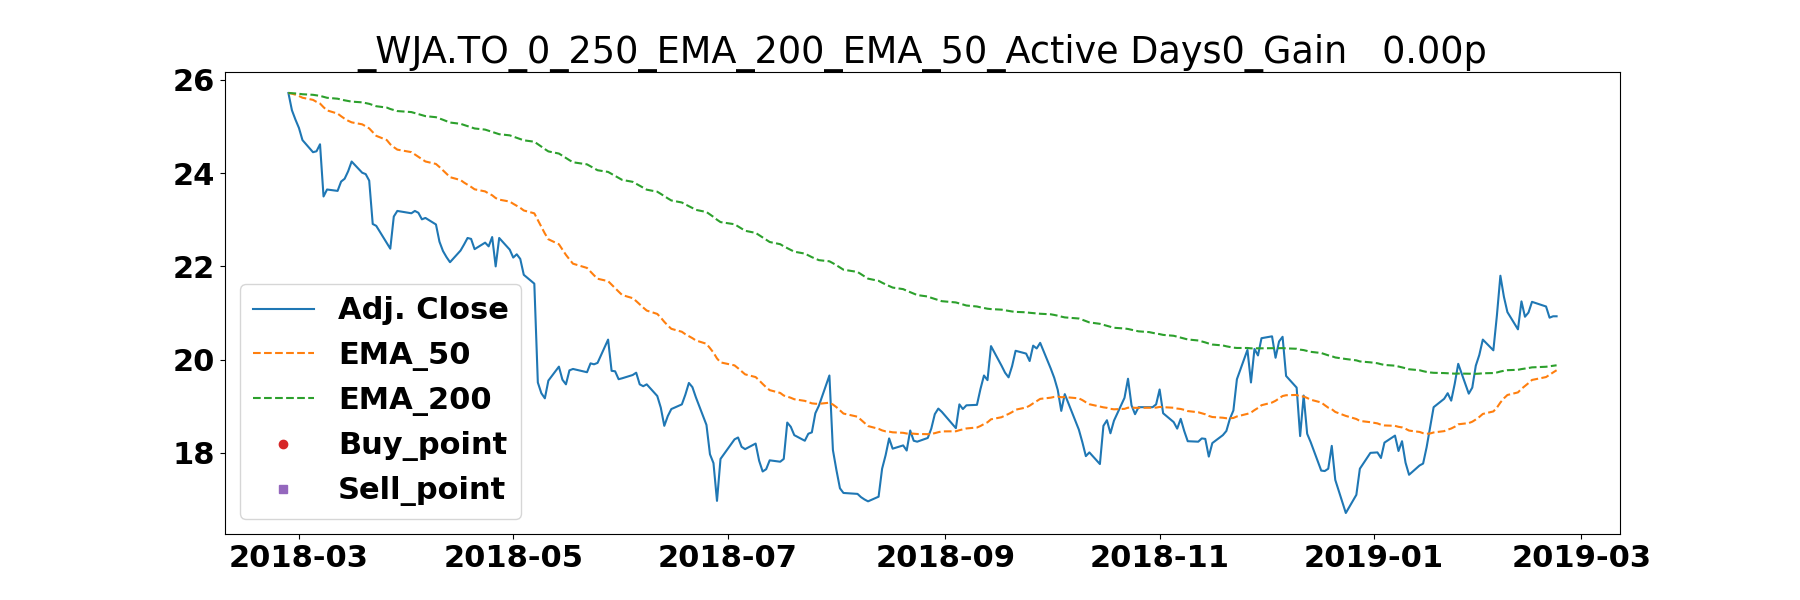 _WJA.TO_0_250_EMA_200_EMA_50_Active Days0_Gain   0.00p
26
24
22
20
18
Adj. Close
EMA_50
EMA_200
Buy_point
Sell_point
2018-03 2018-05 2018-07 2018-09 2018-11 2019-01 2019-03